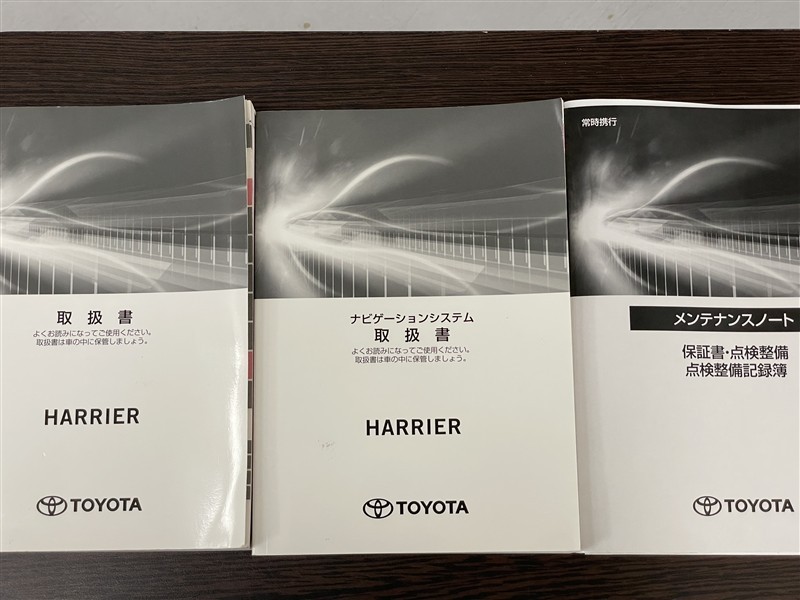 取扱書
よくお読みになってご使用ください。
取扱書は車の中に保管しましょう。
HARRIER
TOYOTA
ナビゲーションシステム
取扱書
よくお読みになってご使用ください。
取扱書は車の中に保管しましょう。
HARRIER
TOYOTA
常時携行
メンテナンスノート
保証書・点検整備
点検整備記録簿
TOYOTA